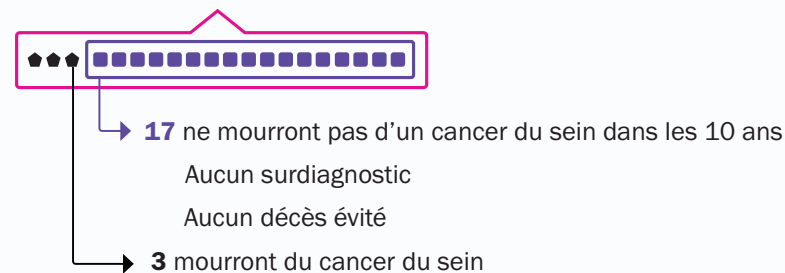 17 ne mourront pas d’un cancer du sein dans les 10 ans
Aucun surdiagnostic
Aucun décès évité
3 mourront du cancer du sein